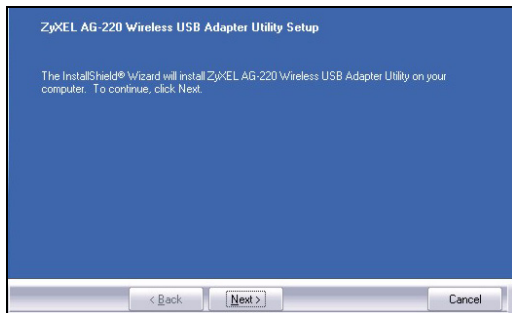 ZyXEL AG-220 Wireless USB Adapter Utility Setup
The InstallShield® Wizard will install ZyXEL AG-220 Wireless USB Adapter Utility on your
computer. To continue, click Next.
< Back Next > Cancel